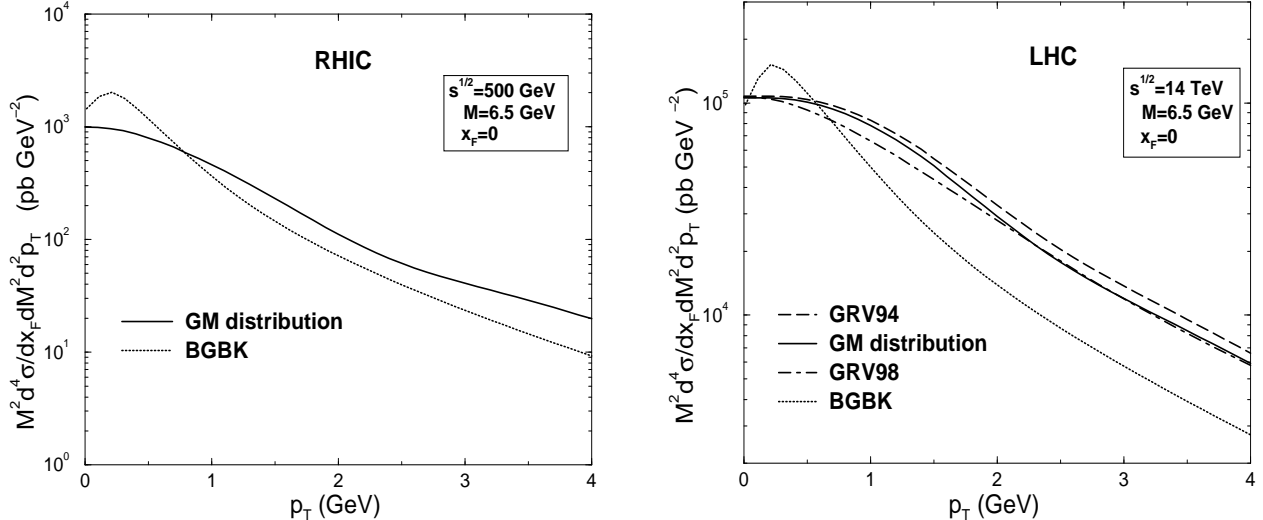 RHIC
s^1/2=500 GeV
M=6.5 GeV
x_F=0
10^4
10^3
10^2
10^1
10^0
M^2d^4σ/dx_FdM^2d^2p_T (pb GeV^−2)
GM distribution
BGBK
0 1 2 3 4
p_T (GeV)
LHC
s^1/2=14 TeV
M=6.5 GeV
x_F=0
10^5
10^4
M^2d^4σ/dx_FdM^2d^2p_T (pb GeV^−2)
GRV94
GM distribution
GRV98
BGBK
0 1 2 3 4
p_T (GeV)